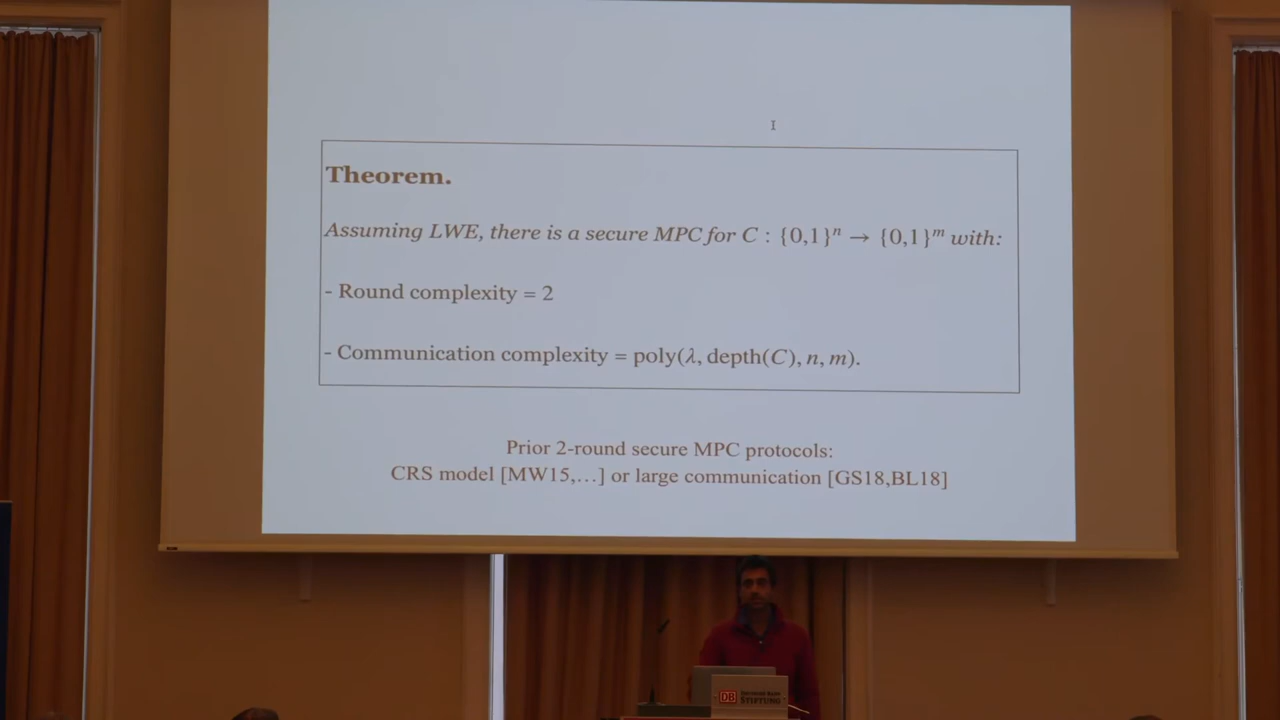 Theorem.
Assuming LWE, there is a secure MPC for C : {0,1}ⁿ → {0,1}ᵐ with:
- Round complexity = 2
- Communication complexity = poly(λ, depth(C), n, m).
Prior 2-round secure MPC protocols:
CRS model [MW15,…] or large communication [GS18,BL18]
DB
STIFTUNG